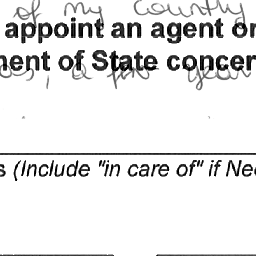 of my country
appoint an agent or
ment of State concer
, a few year
s (Include "in care of" if Nee